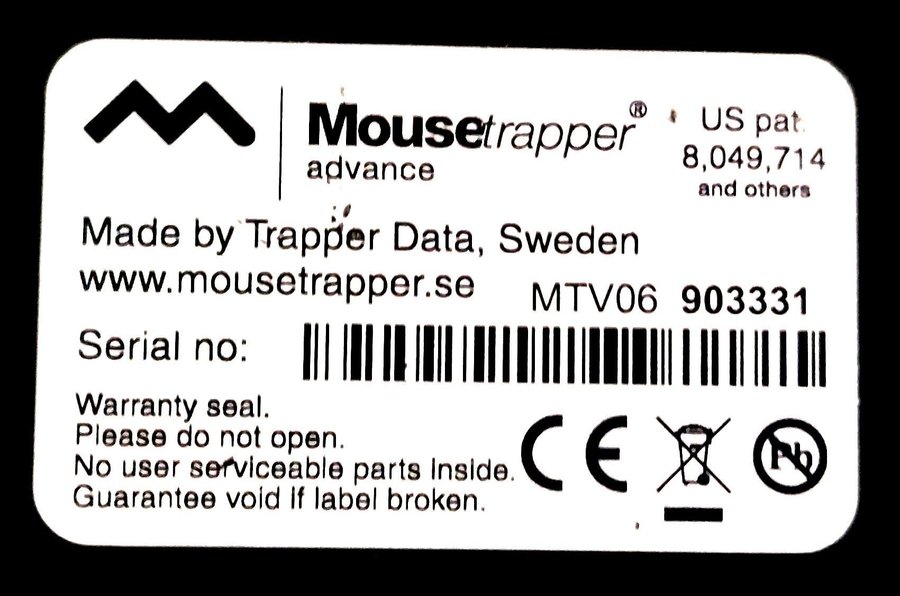 Mousetrapper®
advance
US pat.
8,049,714
and others
Made by Trapper Data, Sweden
www.mousetrapper.se
MTV06 903331
Serial no:
Warranty seal.
Please do not open.
No user serviceable parts inside.
Guarantee void if label broken.
CE
Pb